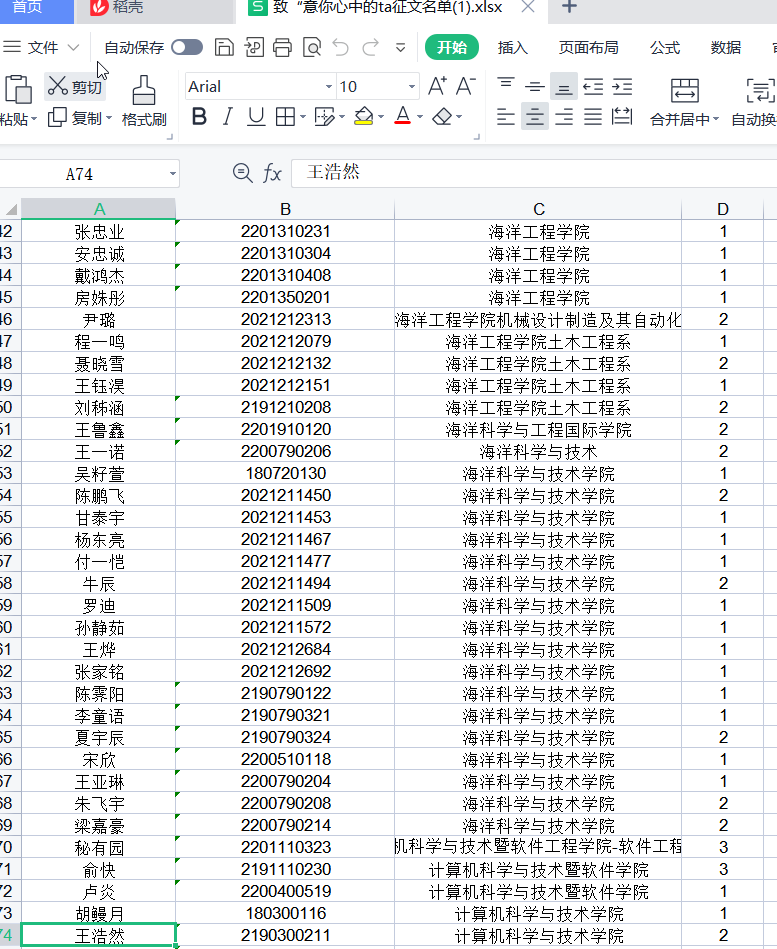 首页 稻壳 S 致“意你心中的ta征文名单(1).xlsx
文件 自动保存 开始 插入 页面布局 公式 数据
剪切 Arial 10 A+ A-
粘贴 复制 格式刷 B I U A 合并居中 自动换
A74 fx 王浩然
A B C D
42 张忠业 2201310231 海洋工程学院 1
43 安忠诚 2201310304 海洋工程学院 1
44 戴鸿杰 2201310408 海洋工程学院 1
45 房姝彤 2201350201 海洋工程学院 1
46 尹璐 2021212313 海洋工程学院机械设计制造及其自动化 2
47 程一鸣 2021212079 海洋工程学院土木工程系 1
48 聂晓雪 2021212132 海洋工程学院土木工程系 2
49 王钰淏 2021212151 海洋工程学院土木工程系 1
50 刘秭涵 2191210208 海洋工程学院土木工程系 2
51 王鲁鑫 2201910120 海洋科学与工程国际学院 2
52 王一诺 2200790206 海洋科学与技术 2
53 吴籽萱 180720130 海洋科学与技术学院 1
54 陈鹏飞 2021211450 海洋科学与技术学院 2
55 甘泰宇 2021211453 海洋科学与技术学院 1
56 杨东亮 2021211467 海洋科学与技术学院 1
57 付一恺 2021211477 海洋科学与技术学院 1
58 牛辰 2021211494 海洋科学与技术学院 2
59 罗迪 2021211509 海洋科学与技术学院 1
60 孙静茹 2021211572 海洋科学与技术学院 1
61 王烨 2021212684 海洋科学与技术学院 1
62 张家铭 2021212692 海洋科学与技术学院 1
63 陈霂阳 2190790122 海洋科学与技术学院 1
64 李童语 2190790321 海洋科学与技术学院 1
65 夏宇辰 2190790324 海洋科学与技术学院 2
66 宋欣 2200510118 海洋科学与技术学院 1
67 王亚琳 2200790204 海洋科学与技术学院 1
68 朱飞宇 2200790208 海洋科学与技术学院 2
69 梁嘉豪 2200790214 海洋科学与技术学院 2
70 秘有园 2201110323 机科学与技术暨软件工程学院-软件工程 3
71 俞快 2191110230 计算机科学与技术暨软件学院 3
72 卢炎 2200400519 计算机科学与技术暨软件学院 1
73 胡鳗月 180300116 计算机科学与技术学院 1
74 王浩然 2190300211 计算机科学与技术学院 2